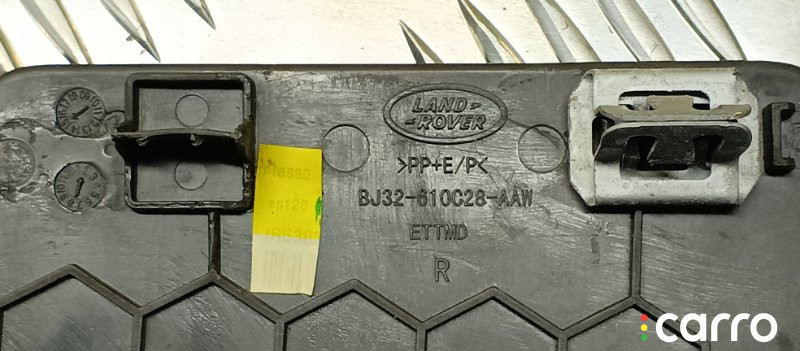 LAND-
-ROVER
>PP+E/P<
BJ32-610C28-AAW
ETTMD
R
carro